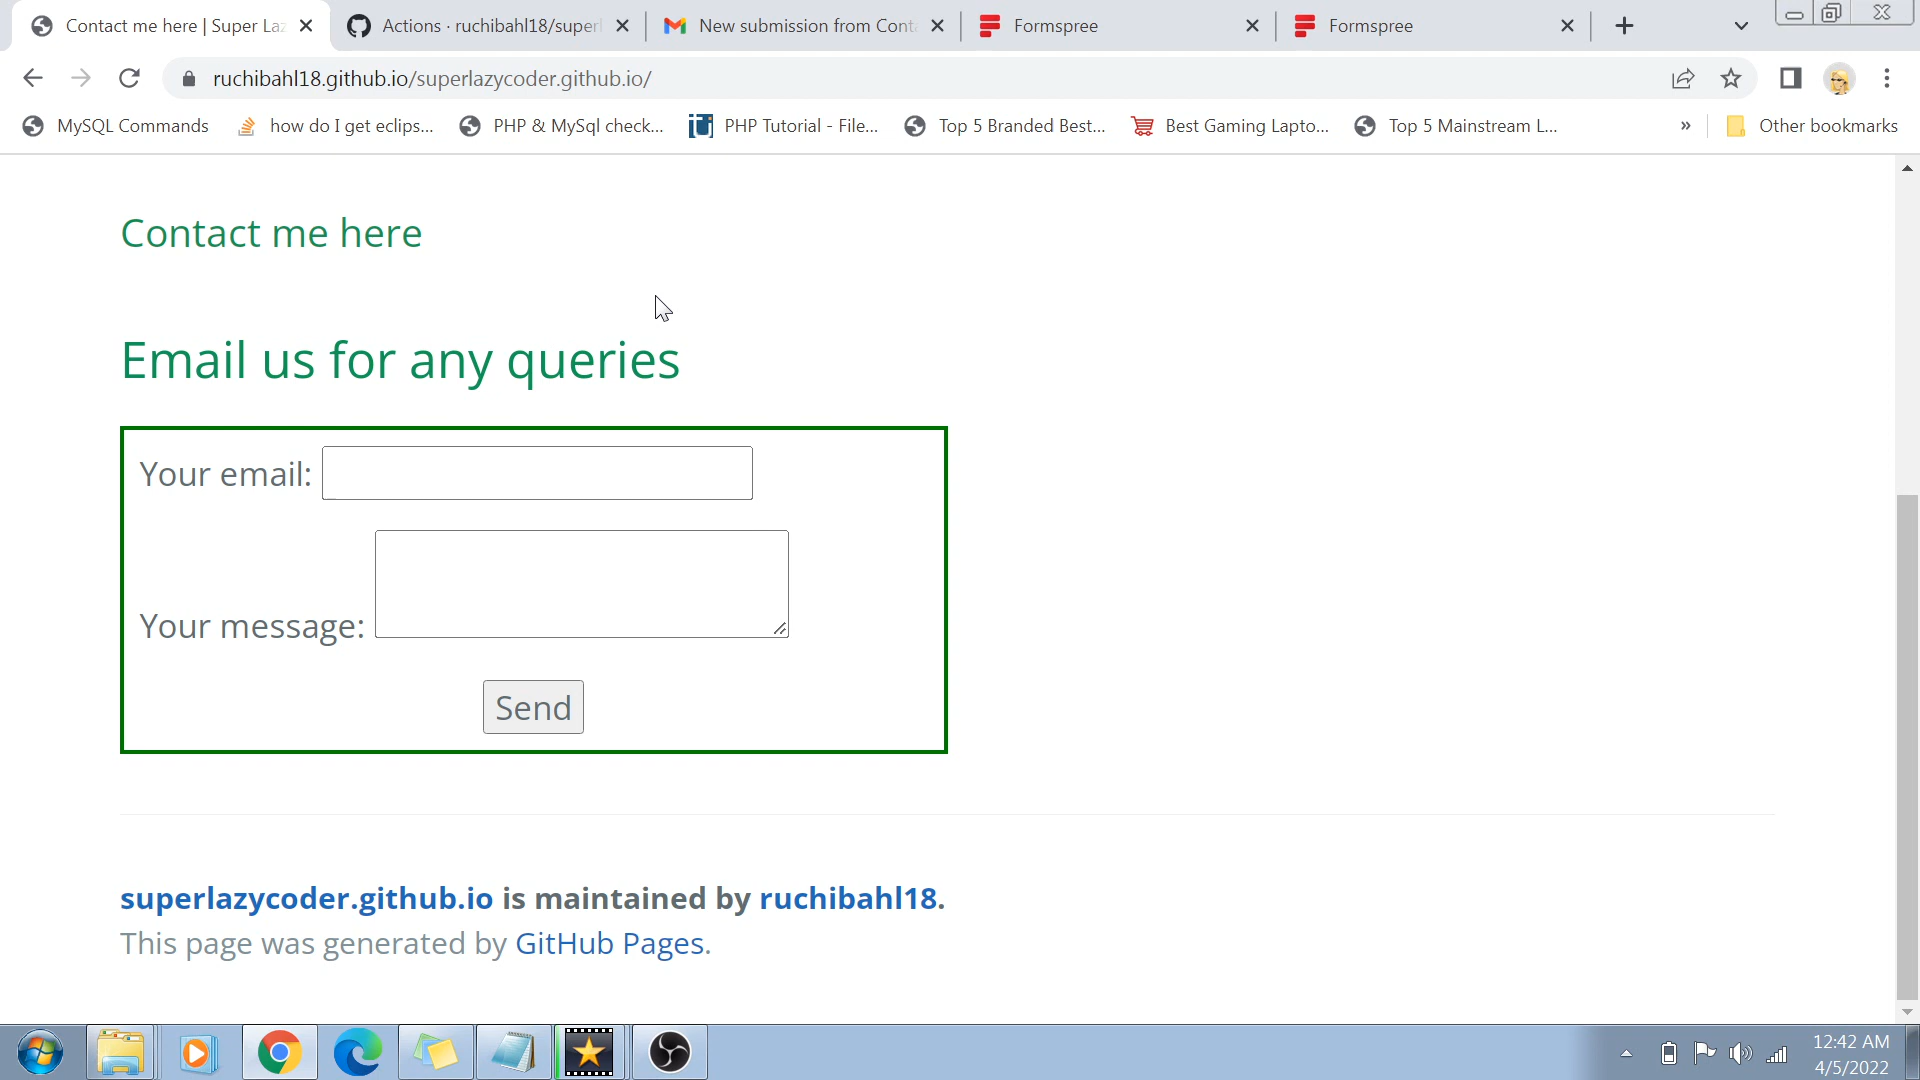 Contact me here | Super Laz
Actions · ruchibahl18/superl
New submission from Conta
Formspree
Formspree
ruchibahl18.github.io/superlazycoder.github.io/
MySQL Commands
how do I get eclips...
PHP & MySql check...
PHP Tutorial - File...
Top 5 Branded Best...
Best Gaming Lapto...
Top 5 Mainstream L...
»
Other bookmarks
Contact me here
Email us for any queries
Your email:
Your message:
Send
superlazycoder.github.io is maintained by ruchibahl18.
This page was generated by GitHub Pages.
12:42 AM
4/5/2022